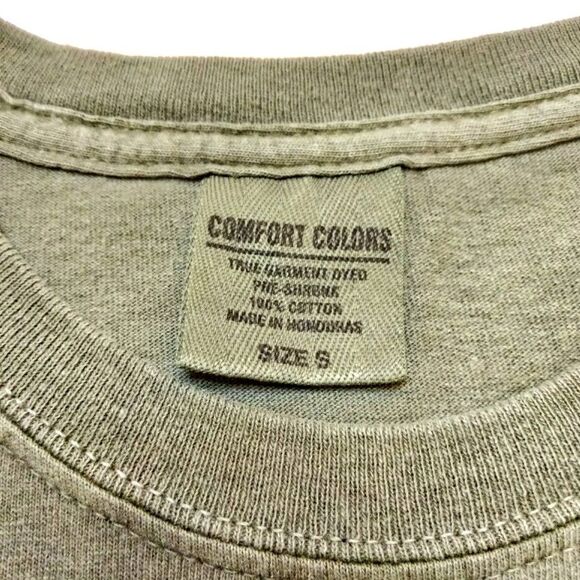 COMFORT COLORS
TRUE GARMENT DYED
PRE-SHRUNK
100% COTTON
MADE IN HONDURAS
SIZE S